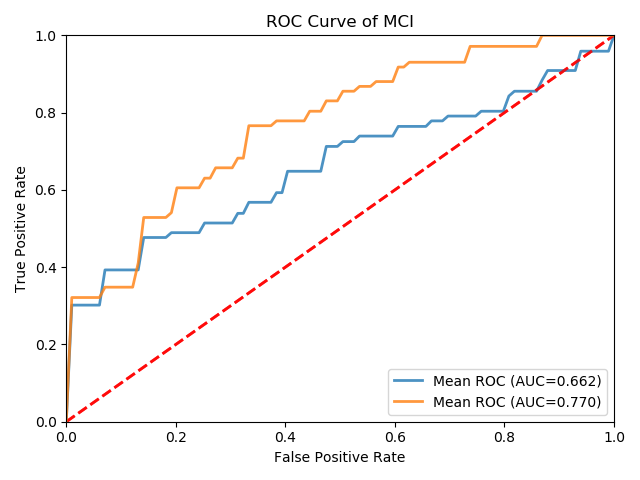 ROC Curve of MCI
True Positive Rate
1.0
0.8
0.6
0.4
0.2
0.0
Mean ROC (AUC=0.662)
Mean ROC (AUC=0.770)
0.0 0.2 0.4 0.6 0.8 1.0
False Positive Rate